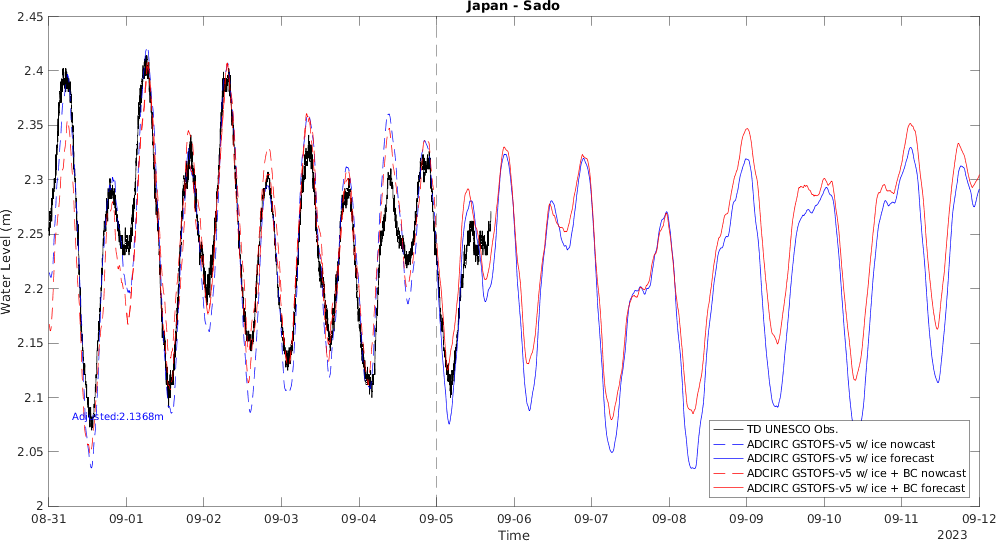 Japan - Sado
2.45
2.4
2.35
2.3
2.25
2.2
2.15
2.1
2.05
2
Water Level (m)
Adjusted:2.1368m
TD UNESCO Obs.
ADCIRC GSTOFS-v5 w/ ice nowcast
ADCIRC GSTOFS-v5 w/ ice forecast
ADCIRC GSTOFS-v5 w/ ice + BC nowcast
ADCIRC GSTOFS-v5 w/ ice + BC forecast
08-31 09-01 09-02 09-03 09-04 09-05 09-06 09-07 09-08 09-09 09-10 09-11 09-12
Time
2023